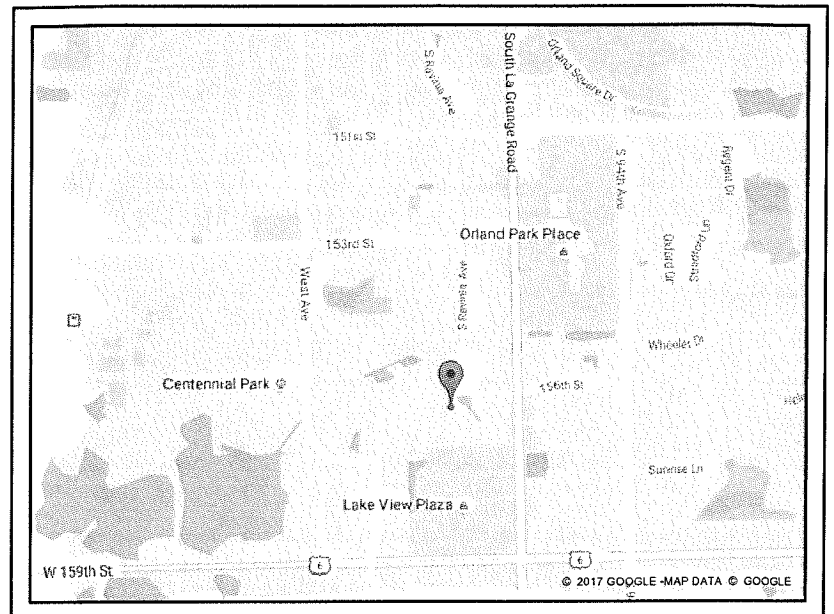 S Ravinia Ave
South La Grange Road
Orland Square Dr
151st St
S 94th Ave
Regent Dr
Orland Park Place
153rd St
West Ave
S Ravinia Ave
Oxford Dr
Wheeler Dr
Centennial Park
156th St
Sunrise Ln
Lake View Plaza
W 159th St
6
6
© 2017 GOOGLE -MAP DATA © GOOGLE